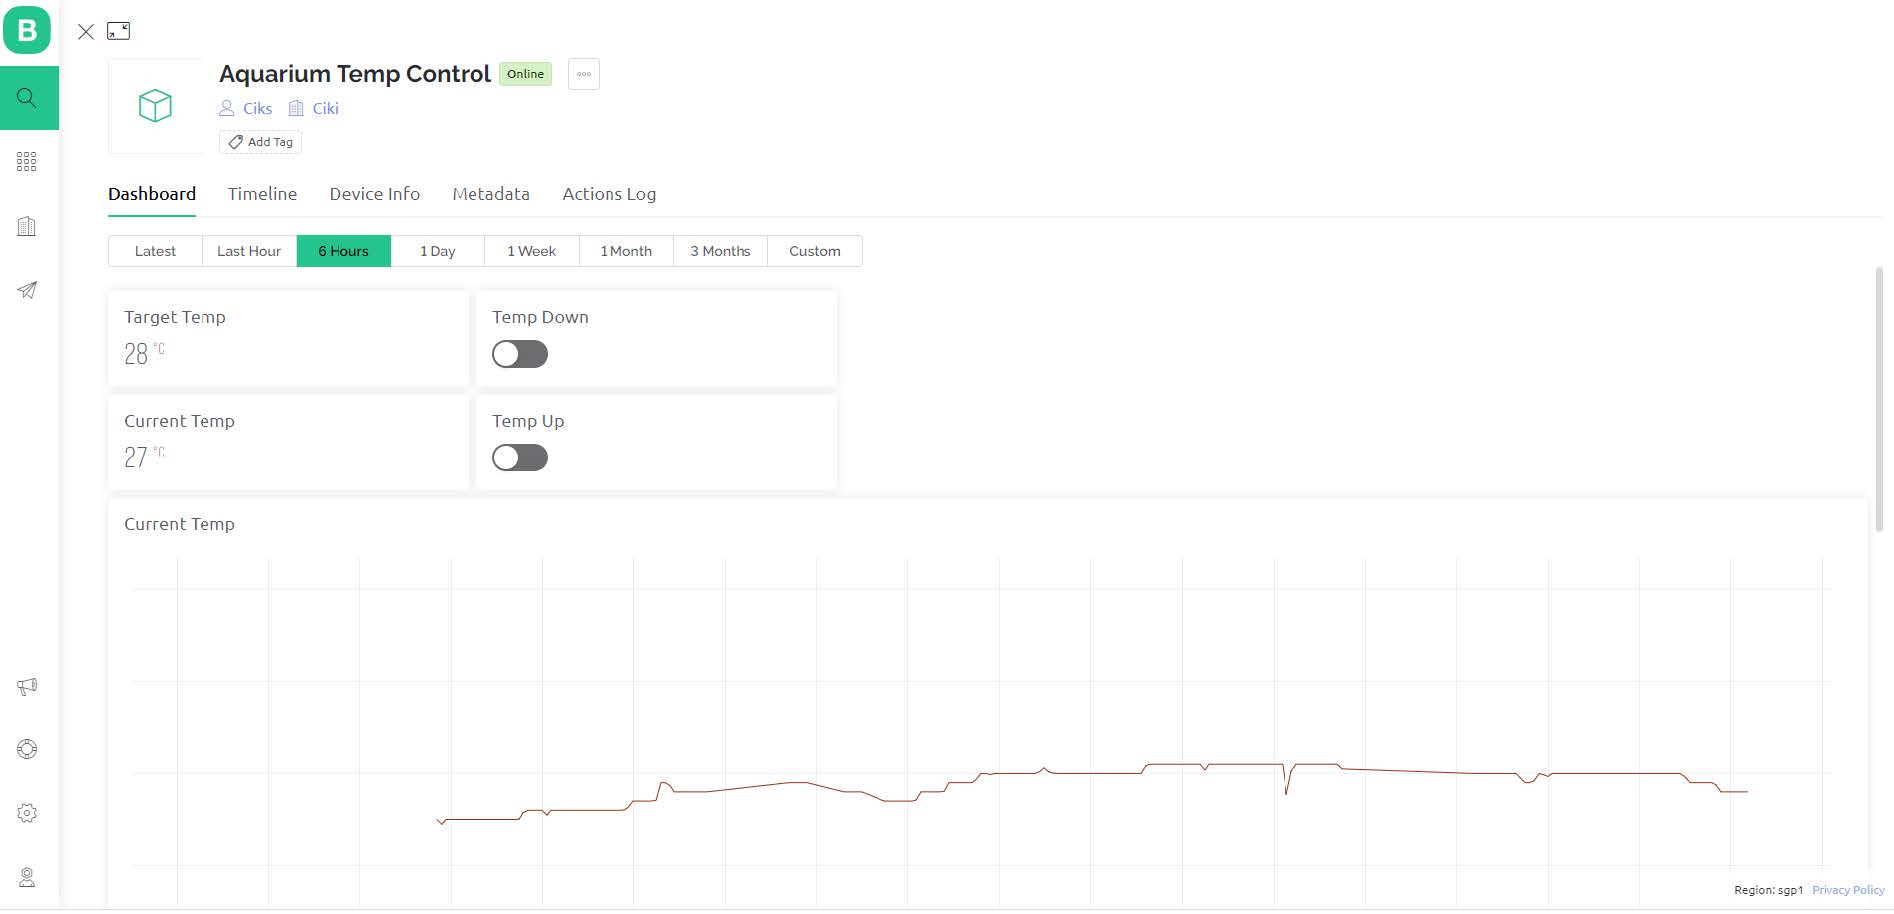 B
Aquarium Temp Control Online
Ciks Ciki
Add Tag
Dashboard Timeline Device Info Metadata Actions Log
Latest Last Hour 6 Hours 1 Day 1 Week 1 Month 3 Months Custom
Target Temp
28 °C
Temp Down
Current Temp
27 °C
Temp Up
Current Temp
Region: sgp1 Privacy Policy